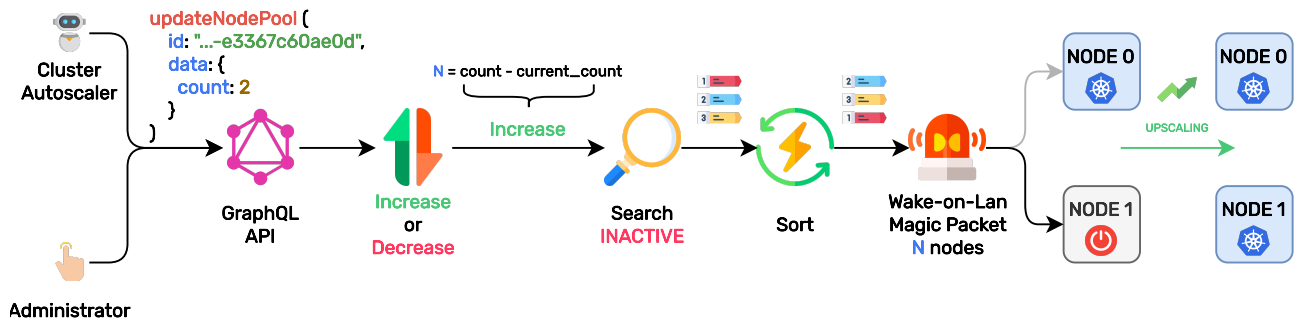 Cluster
Autoscaler
updateNodePool (
id: "...-e3367c60ae0d",
data: {
count: 2
}
)
Administrator
GraphQL
API
Increase
or
Decrease
N = count - current_count
Increase
Search
INACTIVE
1
2
3
Sort
2
3
1
Wake-on-Lan
Magic Packet
N nodes
NODE 0
NODE 1
UPSCALING
NODE 0
NODE 1